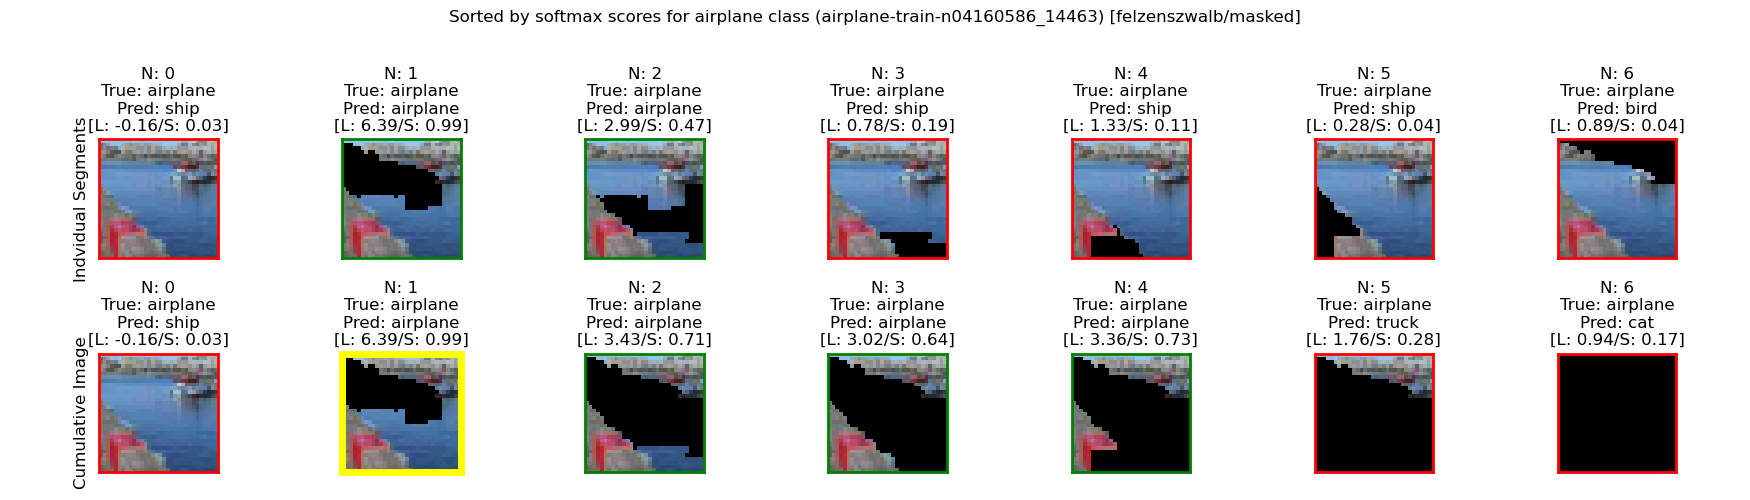 Sorted by softmax scores for airplane class (airplane-train-n04160586_14463) [felzenszwalb/masked]
Indvidual Segments
N: 0
True: airplane
Pred: ship
[L: -0.16/S: 0.03]
N: 1
True: airplane
Pred: airplane
[L: 6.39/S: 0.99]
N: 2
True: airplane
Pred: airplane
[L: 2.99/S: 0.47]
N: 3
True: airplane
Pred: ship
[L: 0.78/S: 0.19]
N: 4
True: airplane
Pred: ship
[L: 1.33/S: 0.11]
N: 5
True: airplane
Pred: ship
[L: 0.28/S: 0.04]
N: 6
True: airplane
Pred: bird
[L: 0.89/S: 0.04]
Cumulative Image
N: 0
True: airplane
Pred: ship
[L: -0.16/S: 0.03]
N: 1
True: airplane
Pred: airplane
[L: 6.39/S: 0.99]
N: 2
True: airplane
Pred: airplane
[L: 3.43/S: 0.71]
N: 3
True: airplane
Pred: airplane
[L: 3.02/S: 0.64]
N: 4
True: airplane
Pred: airplane
[L: 3.36/S: 0.73]
N: 5
True: airplane
Pred: truck
[L: 1.76/S: 0.28]
N: 6
True: airplane
Pred: cat
[L: 0.94/S: 0.17]